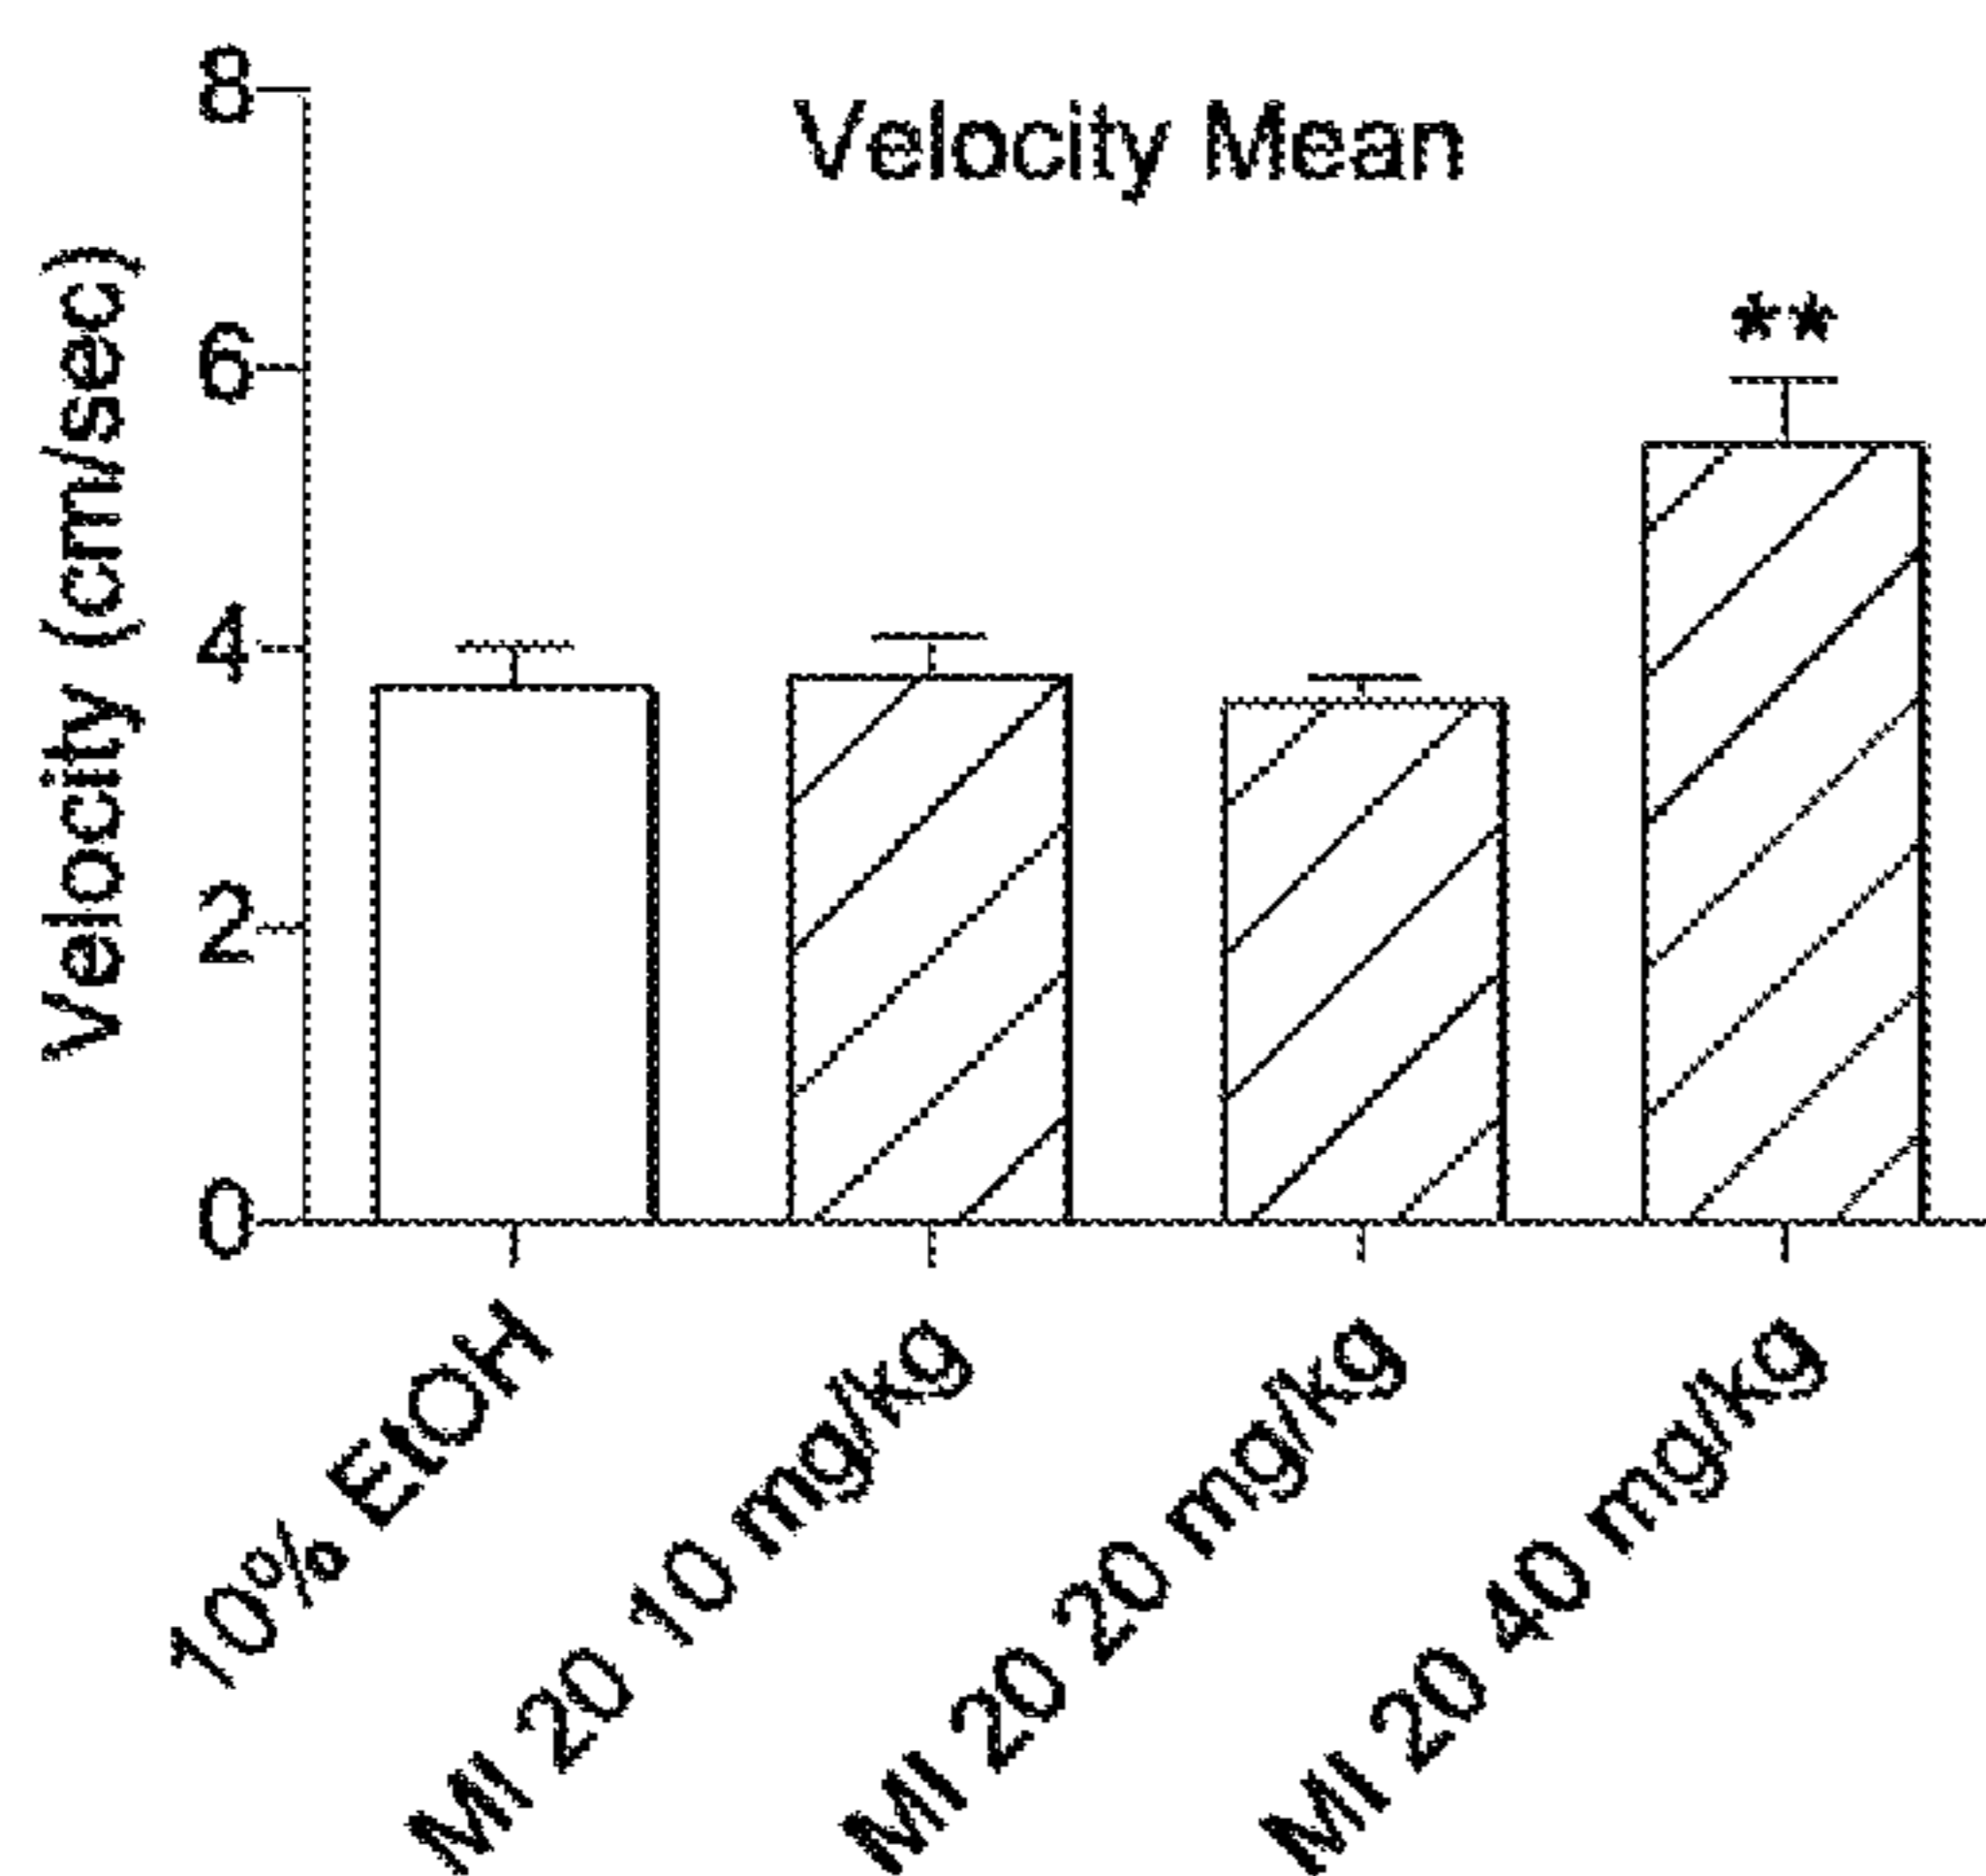 Velocity Mean
Velocity (cm/sec)
8
6
4
2
0
**
10% EtOH
MI 20 10 mg/kg
MI 20 20 mg/kg
MI 20 40 mg/kg